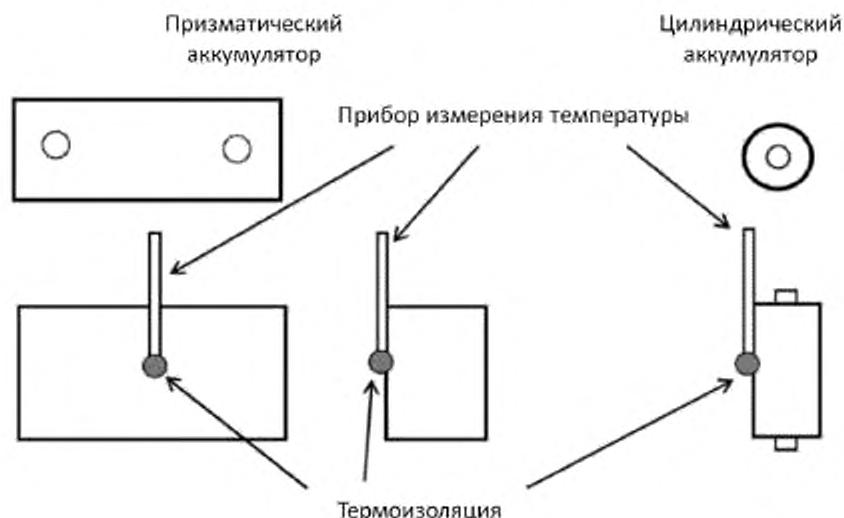 Призматический
аккумулятор
Цилиндрический
аккумулятор
Прибор измерения температуры
Термоизоляция